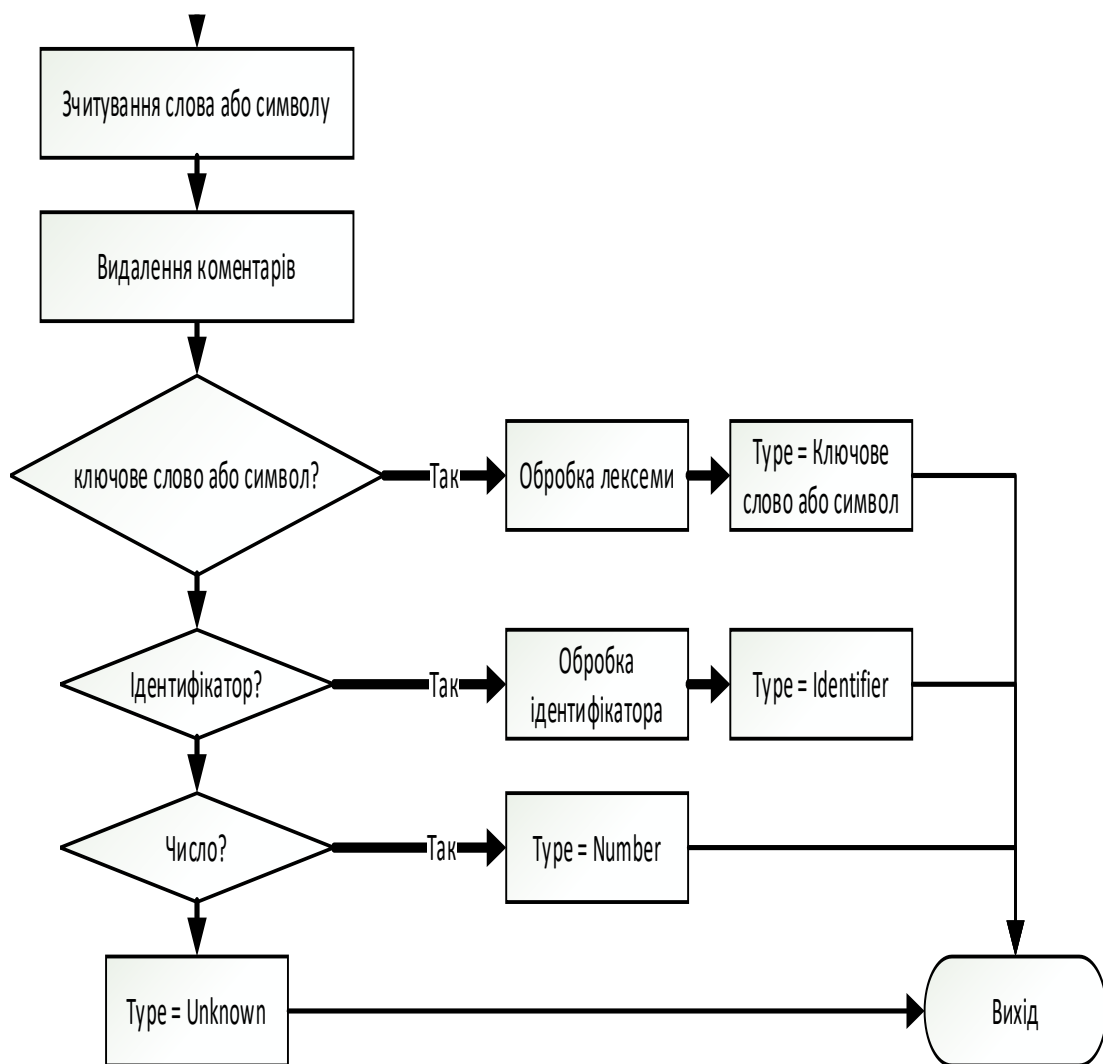 Зчитування слова або символу
Видалення коментарів
ключове слово або символ?
Так
Обробка лексеми
Type = Ключове
слово або символ
Ідентифікатор?
Так
Обробка
ідентифікатора
Type = Identifier
Число?
Так
Type = Number
Type = Unknown
Вихід